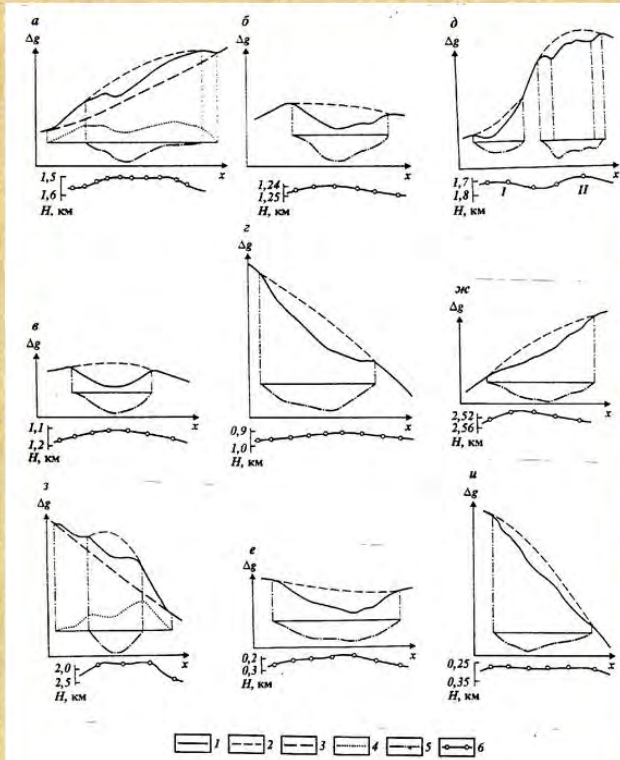 а
Δg
x
1,5
1,6
H, км
б
Δg
x
1,24
1,25
H, км
д
Δg
x
I
II
1,7
1,8
H, км
в
Δg
x
1,1
1,2
H, км
г
Δg
x
0,9
1,0
H, км
ж
Δg
x
2,52
2,56
H, км
з
Δg
x
2,0
2,5
H, км
е
Δg
x
0,2
0,3
H, км
и
Δg
x
0,25
0,35
H, км
1 2 3 4 5 6